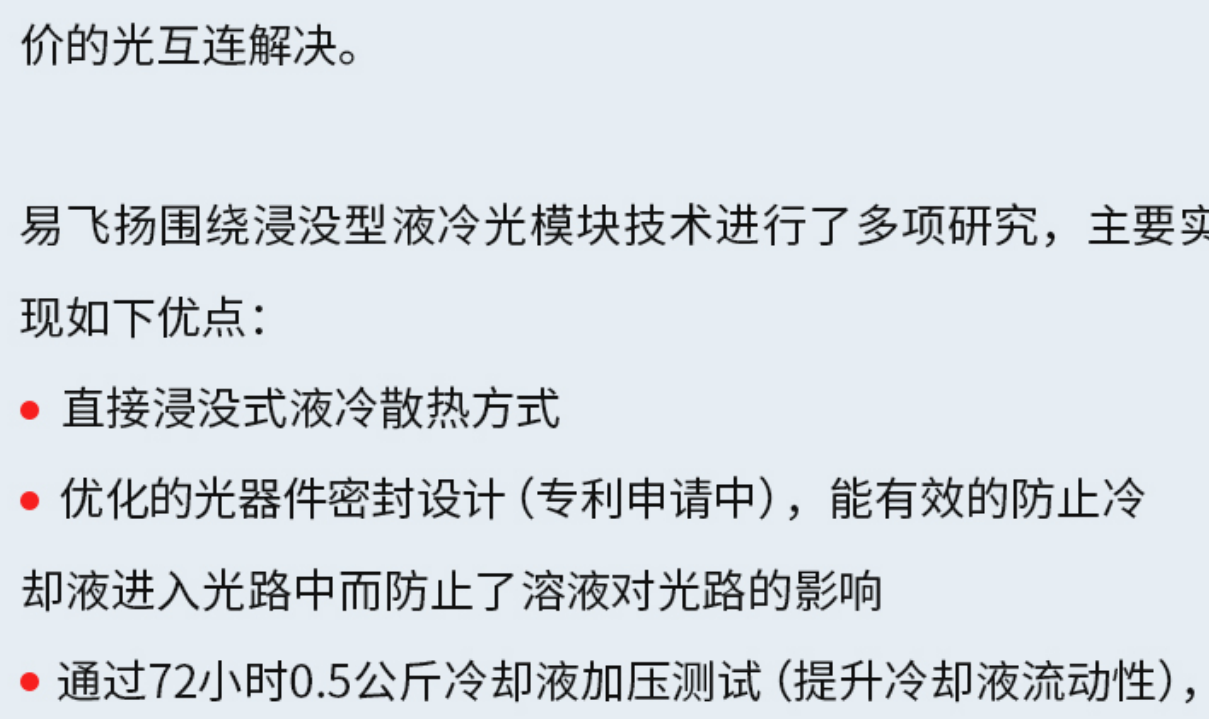 价的光互连解决。
易飞扬围绕浸没型液冷光模块技术进行了多项研究，主要实
现如下优点：
• 直接浸没式液冷散热方式
• 优化的光器件密封设计（专利申请中），能有效的防止冷
却液进入光路中而防止了溶液对光路的影响
• 通过72小时0.5公斤冷却液加压测试（提升冷却液流动性），